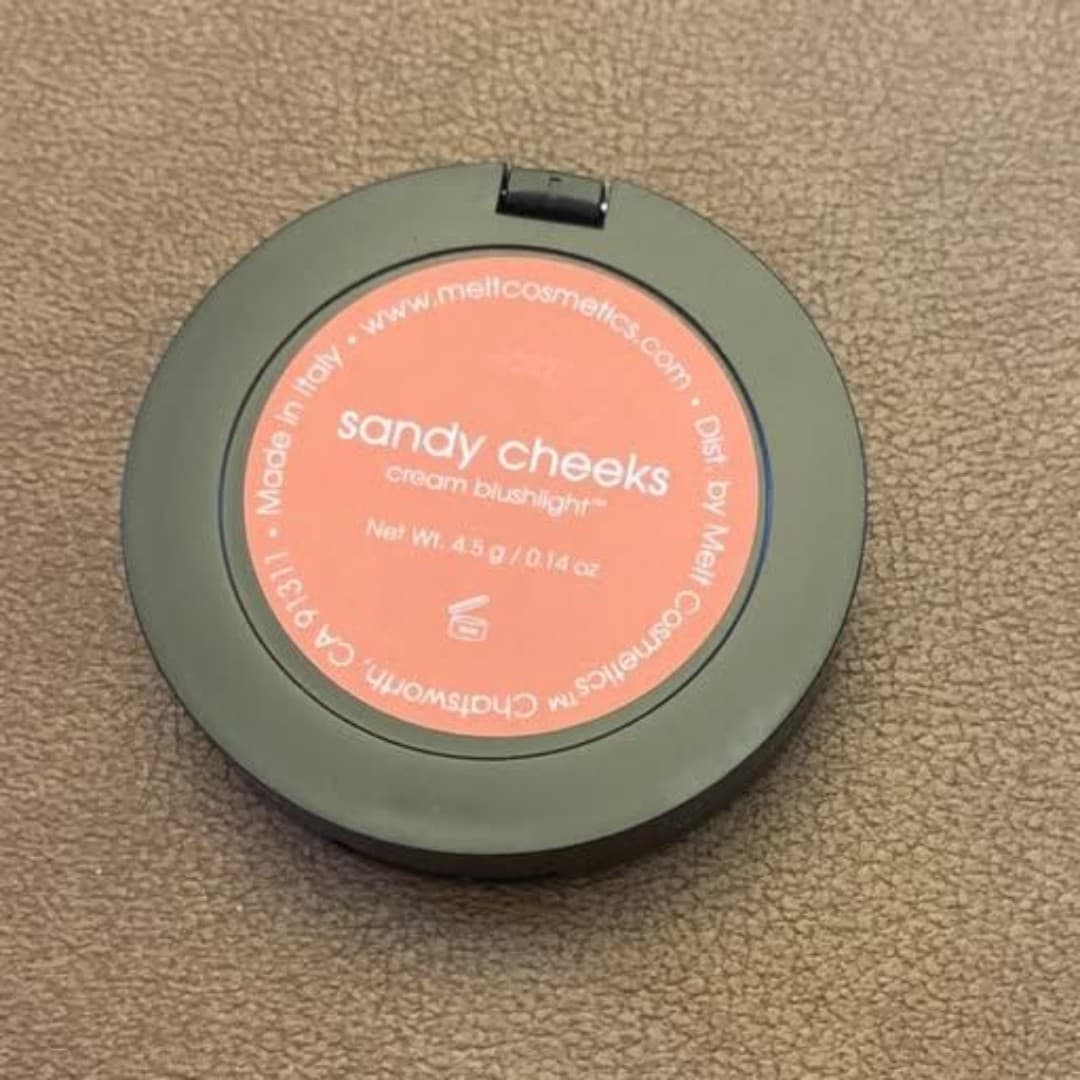 www.meltcosmetics.com • Dist. by Melt Cosmetics™ Chatsworth, CA 91311 • Made in Italy •
sandy cheeks
cream blushlight™
Net Wt. 4.5 g / 0.14 oz